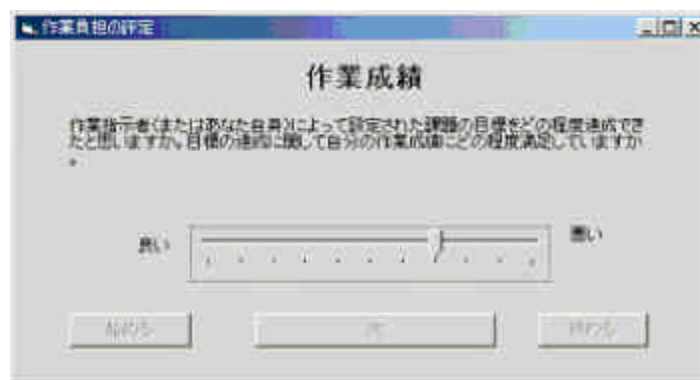 作業負担の評定
作業成績
作業指示者(またはあなた自身)によって設定された課題の目標をどの程度達成でき
たと思いますか。目標の達成に関して自分の作業成績にどの程度満足していますか
。
良い
悪い
終わる